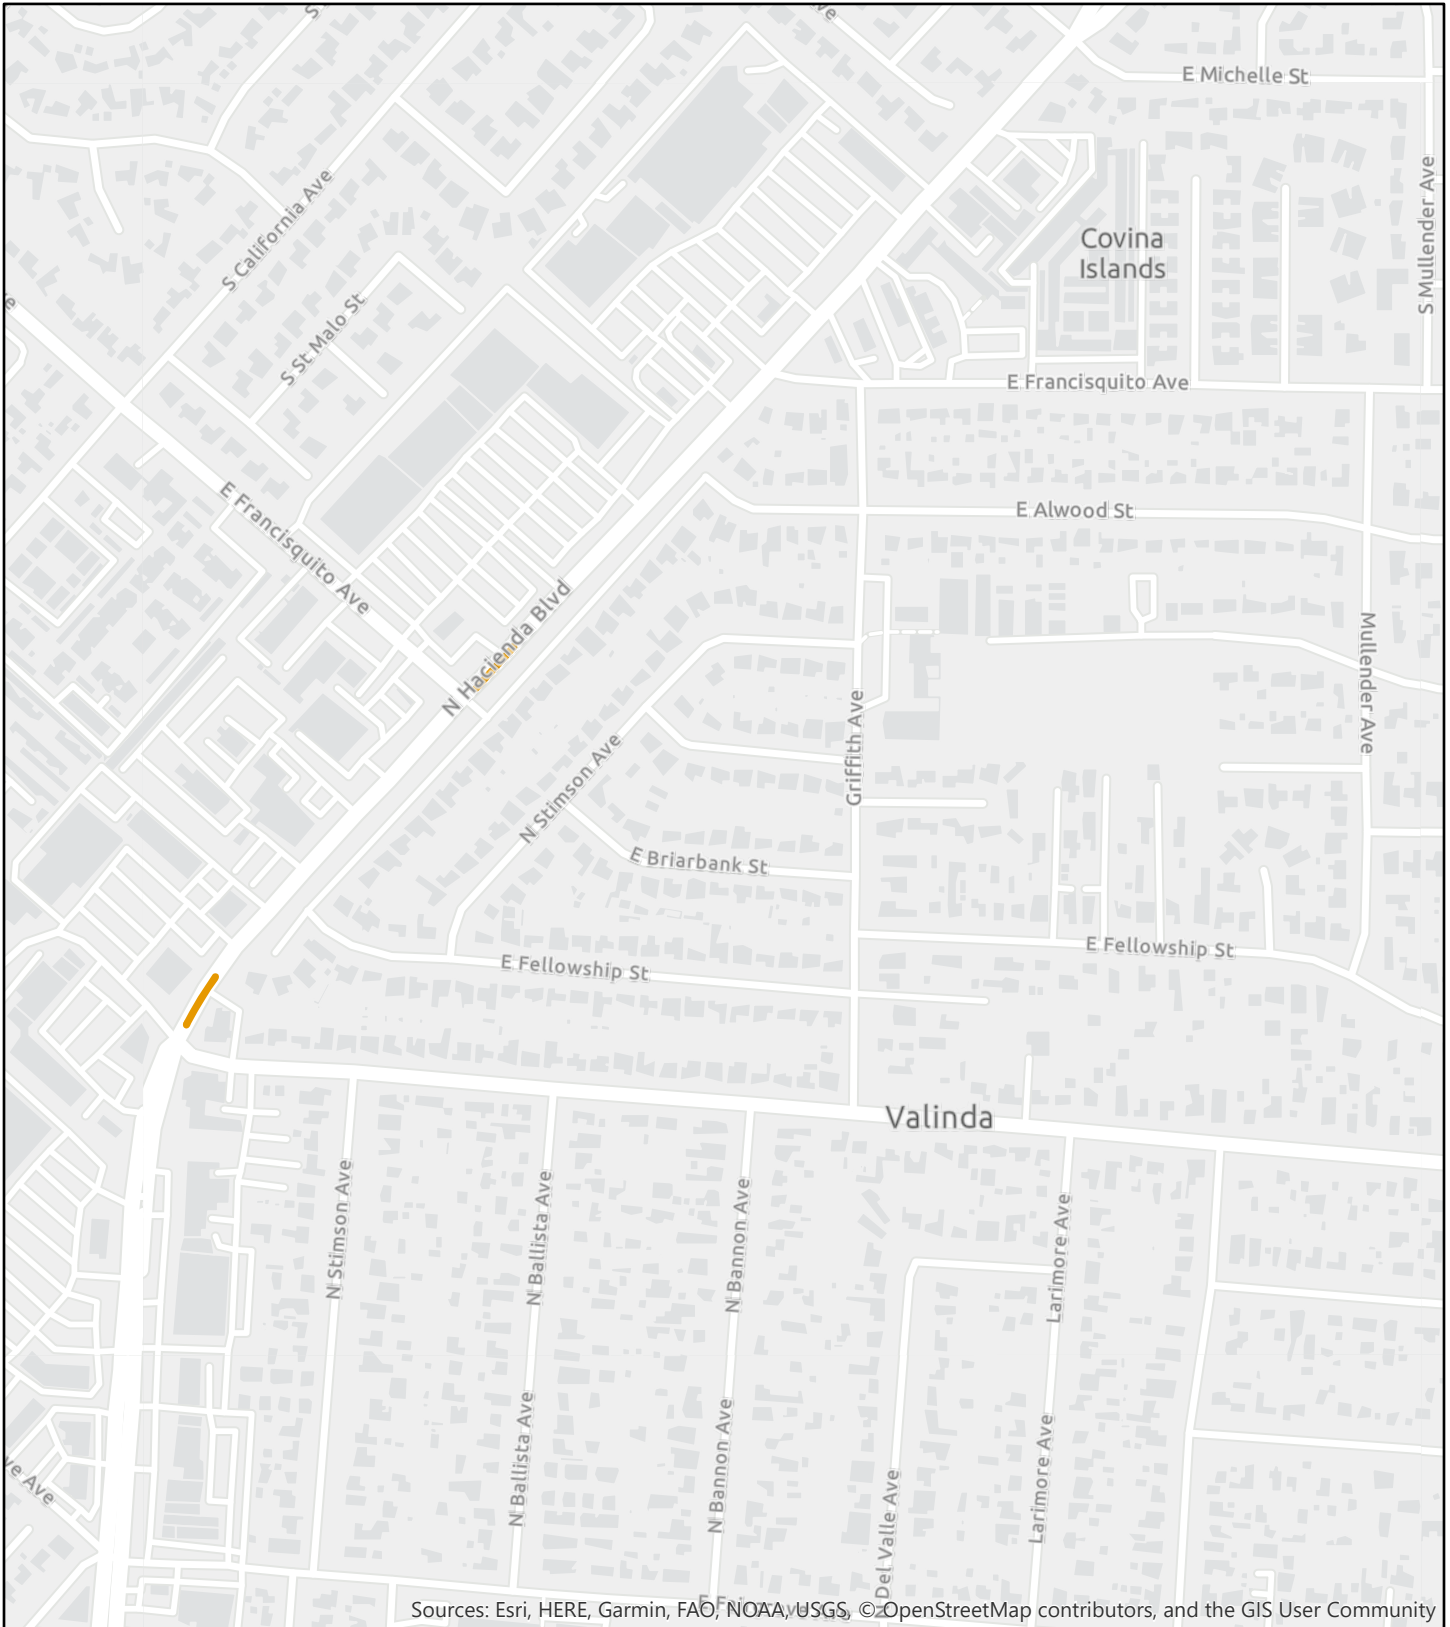 E Michelle St
S Mullender Ave
S California Ave
Covina
Islands
S St Malo St
E Francisquito Ave
E Francisquito Ave
E Alwood St
N Hacienda Blvd
Mullender Ave
Griffith Ave
N Stimson Ave
E Briarbank St
E Fellowship St
E Fellowship St
Valinda
N Stimson Ave
N Ballista Ave
N Bannon Ave
Larimore Ave
N Ballista Ave
N Bannon Ave
Larimore Ave
N Del Valle Ave
Ave
Sources: Esri, HERE, Garmin, FAO, NOAA, USGS, © OpenStreetMap contributors, and the GIS User Community